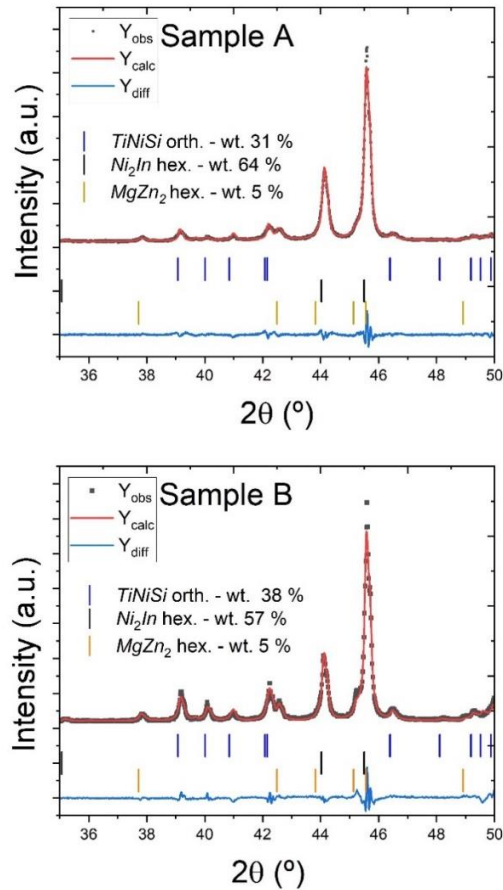 Sample A
Yobs
Ycalc
Ydiff
TiNiSi orth. - wt. 31 %
Ni2In hex. - wt. 64 %
MgZn2 hex. - wt. 5 %
Intensity (a.u.)
36 38 40 42 44 46 48 50
2θ (º)
Sample B
Yobs
Ycalc
Ydiff
TiNiSi orth. - wt. 38 %
Ni2In hex. - wt. 57 %
MgZn2 hex. - wt. 5 %
Intensity (a.u.)
36 38 40 42 44 46 48 50
2θ (º)